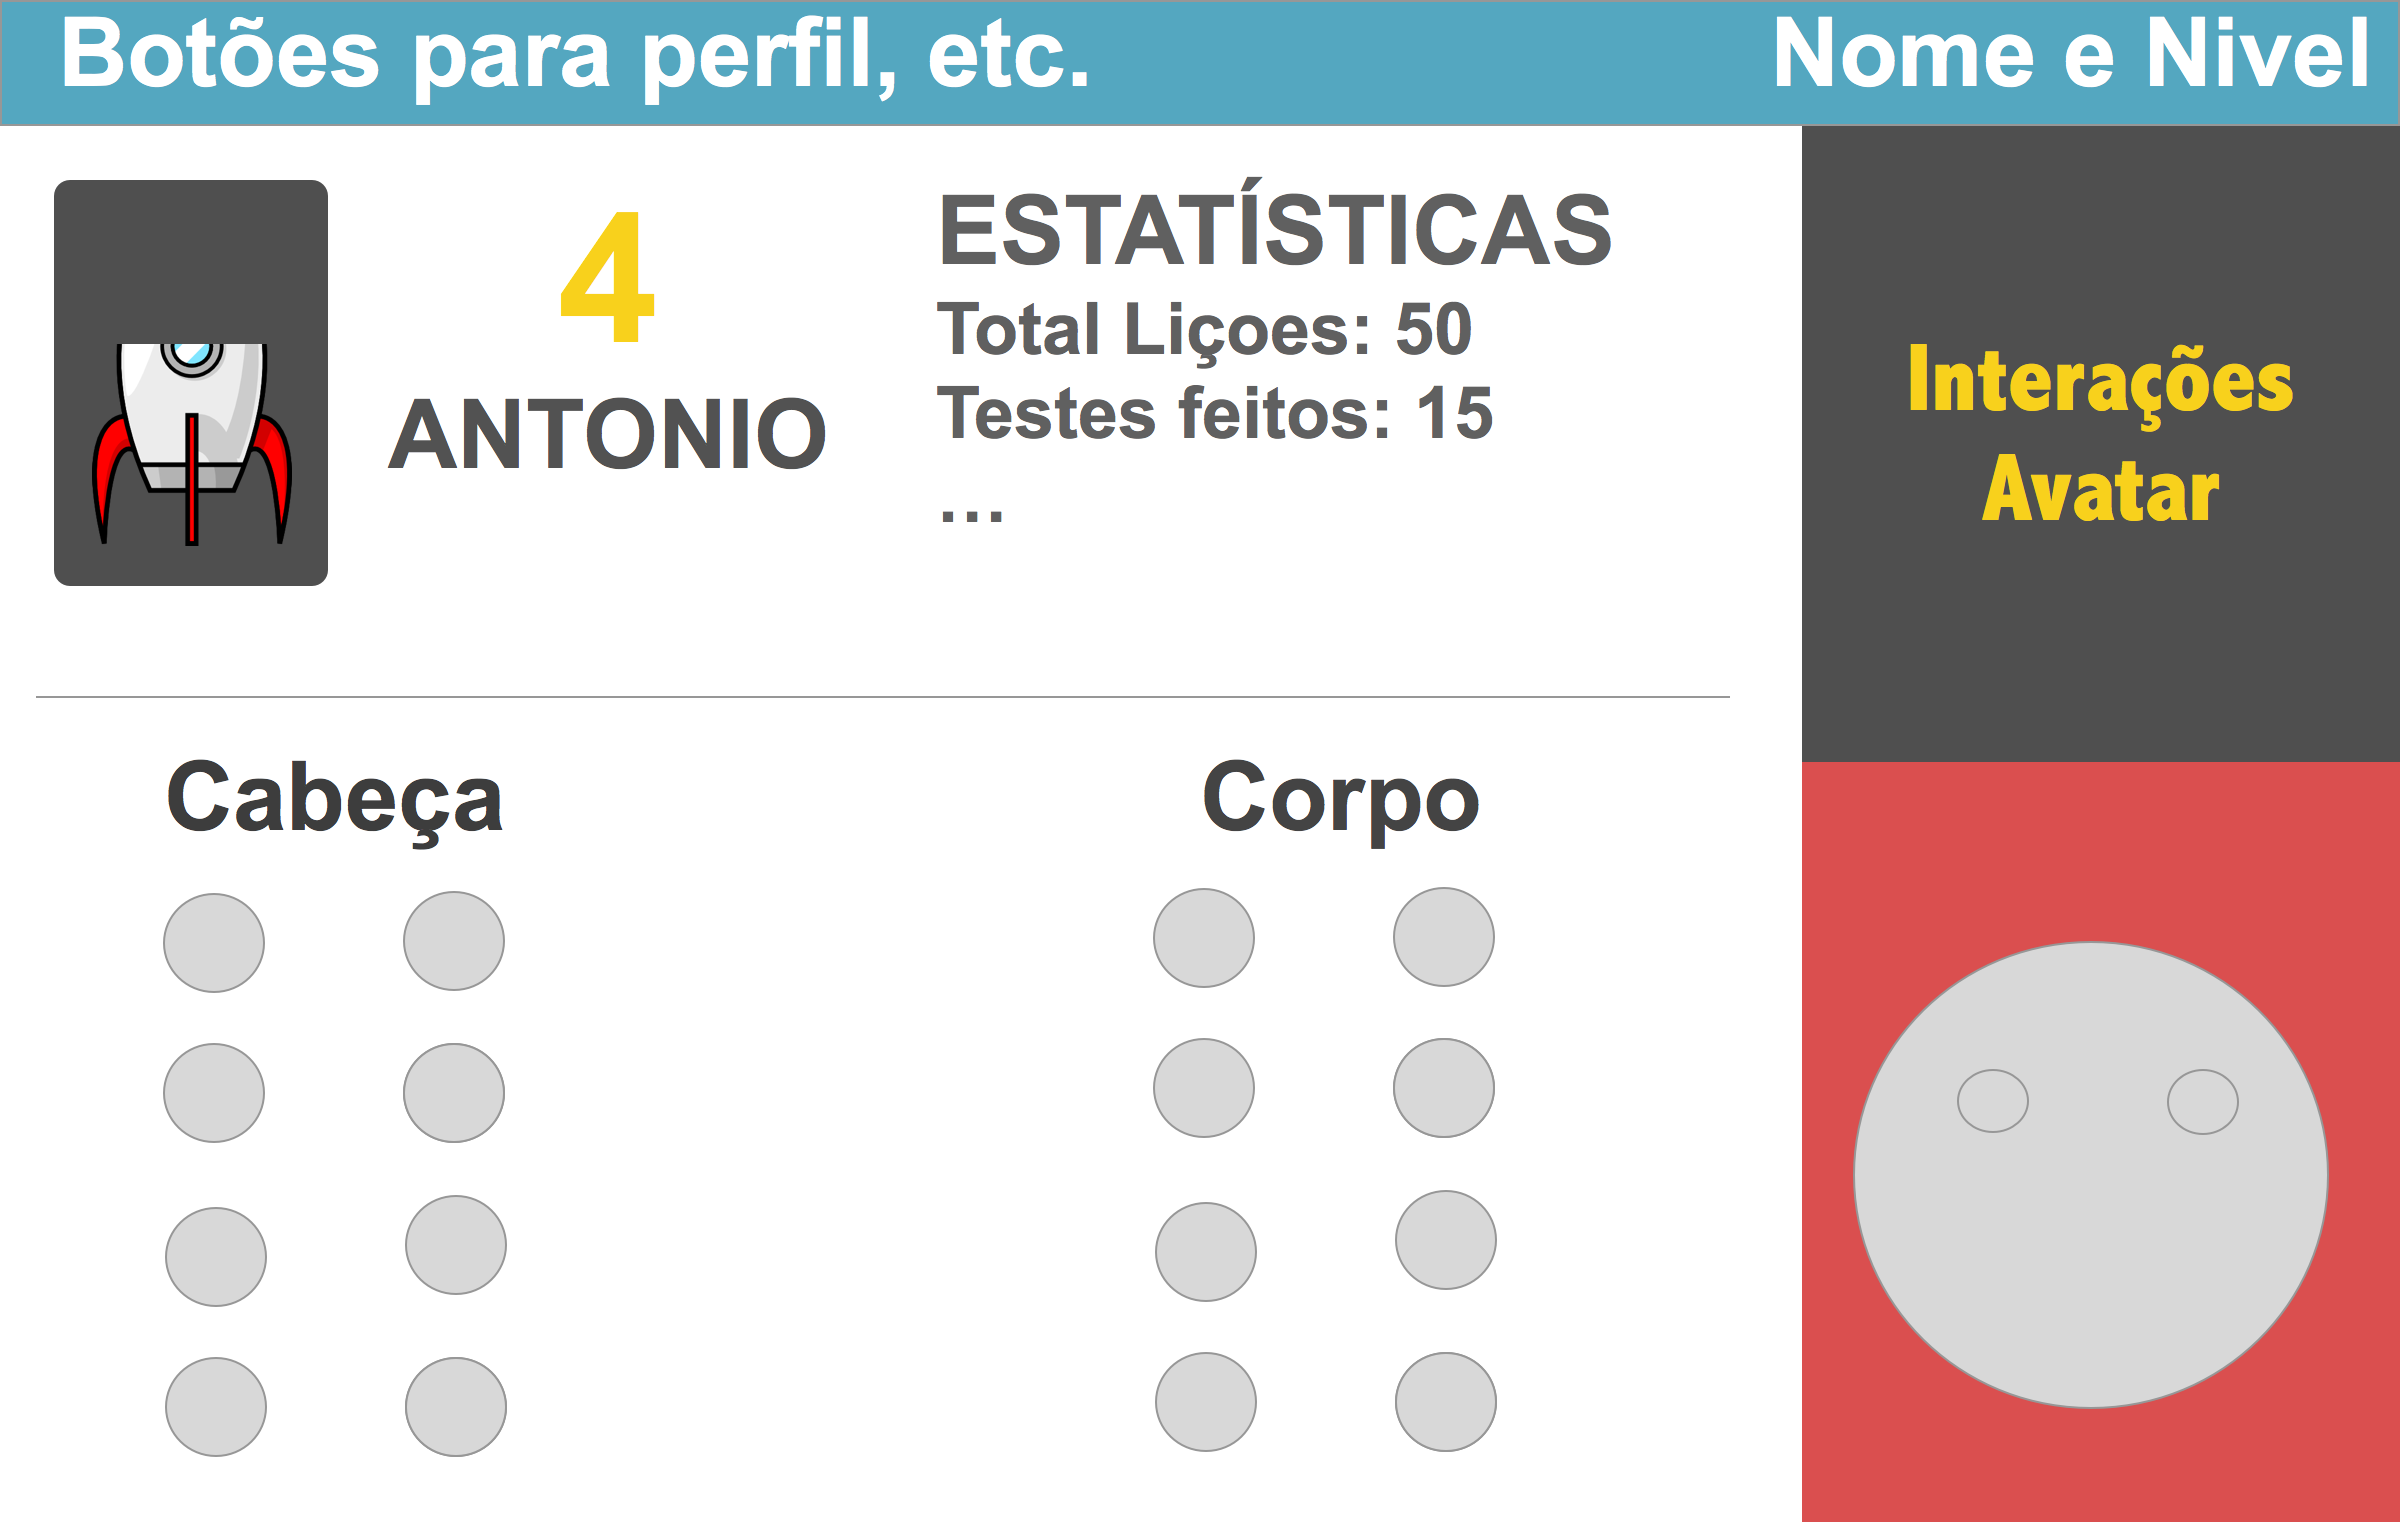 Botões para perfil, etc.
Nome e Nivel
4
ANTONIO
ESTATÍSTICAS
Total Liçoes: 50
Testes feitos: 15
...
Interações
Avatar
Cabeça
Corpo